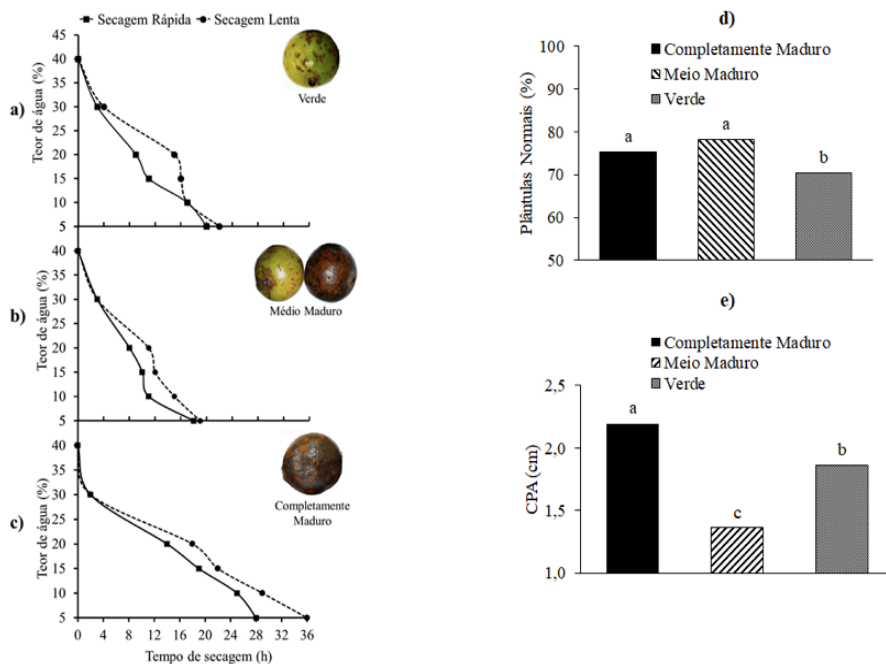 Secagem Rápida Secagem Lenta
a)
Teor de água (%)
45
40
35
30
25
20
15
10
5
Verde
b)
Teor de água (%)
40
35
30
25
20
15
10
5
Médio Maduro
c)
Teor de água (%)
40
35
30
25
20
15
10
5
Completamente
Maduro
0 4 8 12 16 20 24 28 32 36
Tempo de secagem (h)
d)
Completamente Maduro
Meio Maduro
Verde
Plântulas Normais (%)
100
90
80
70
60
50
a
a
b
e)
Completamente Maduro
Meio Maduro
Verde
CPA (cm)
2,5
2,0
1,5
1,0
a
c
b